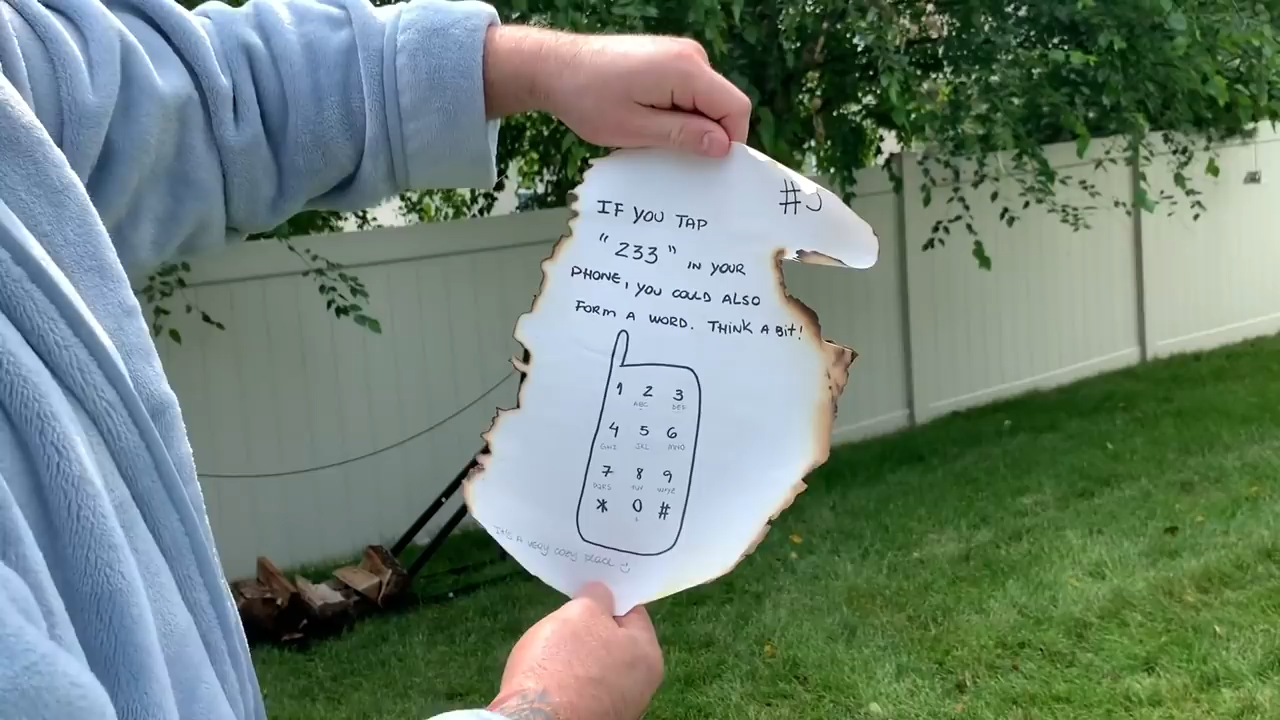 #3
IF YOU TAP
"233" IN YOUR
PHONE, YOU COULD ALSO
FORM A WORD. THINK A BIT!
1 2 3
ABC DEF
4 5 6
GHI JKL MNO
7 8 9
PQRS TUV WXYZ
* 0 #
IT'S A VERY COZY PLACE